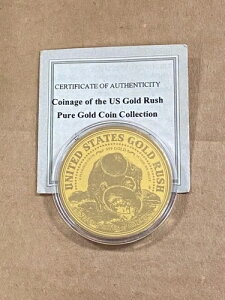 CERTIFICATE OF AUTHENTICITY
Coinage of the US Gold Rush
Pure Gold Coin Collection
UNITED STATES GOLD RUSH